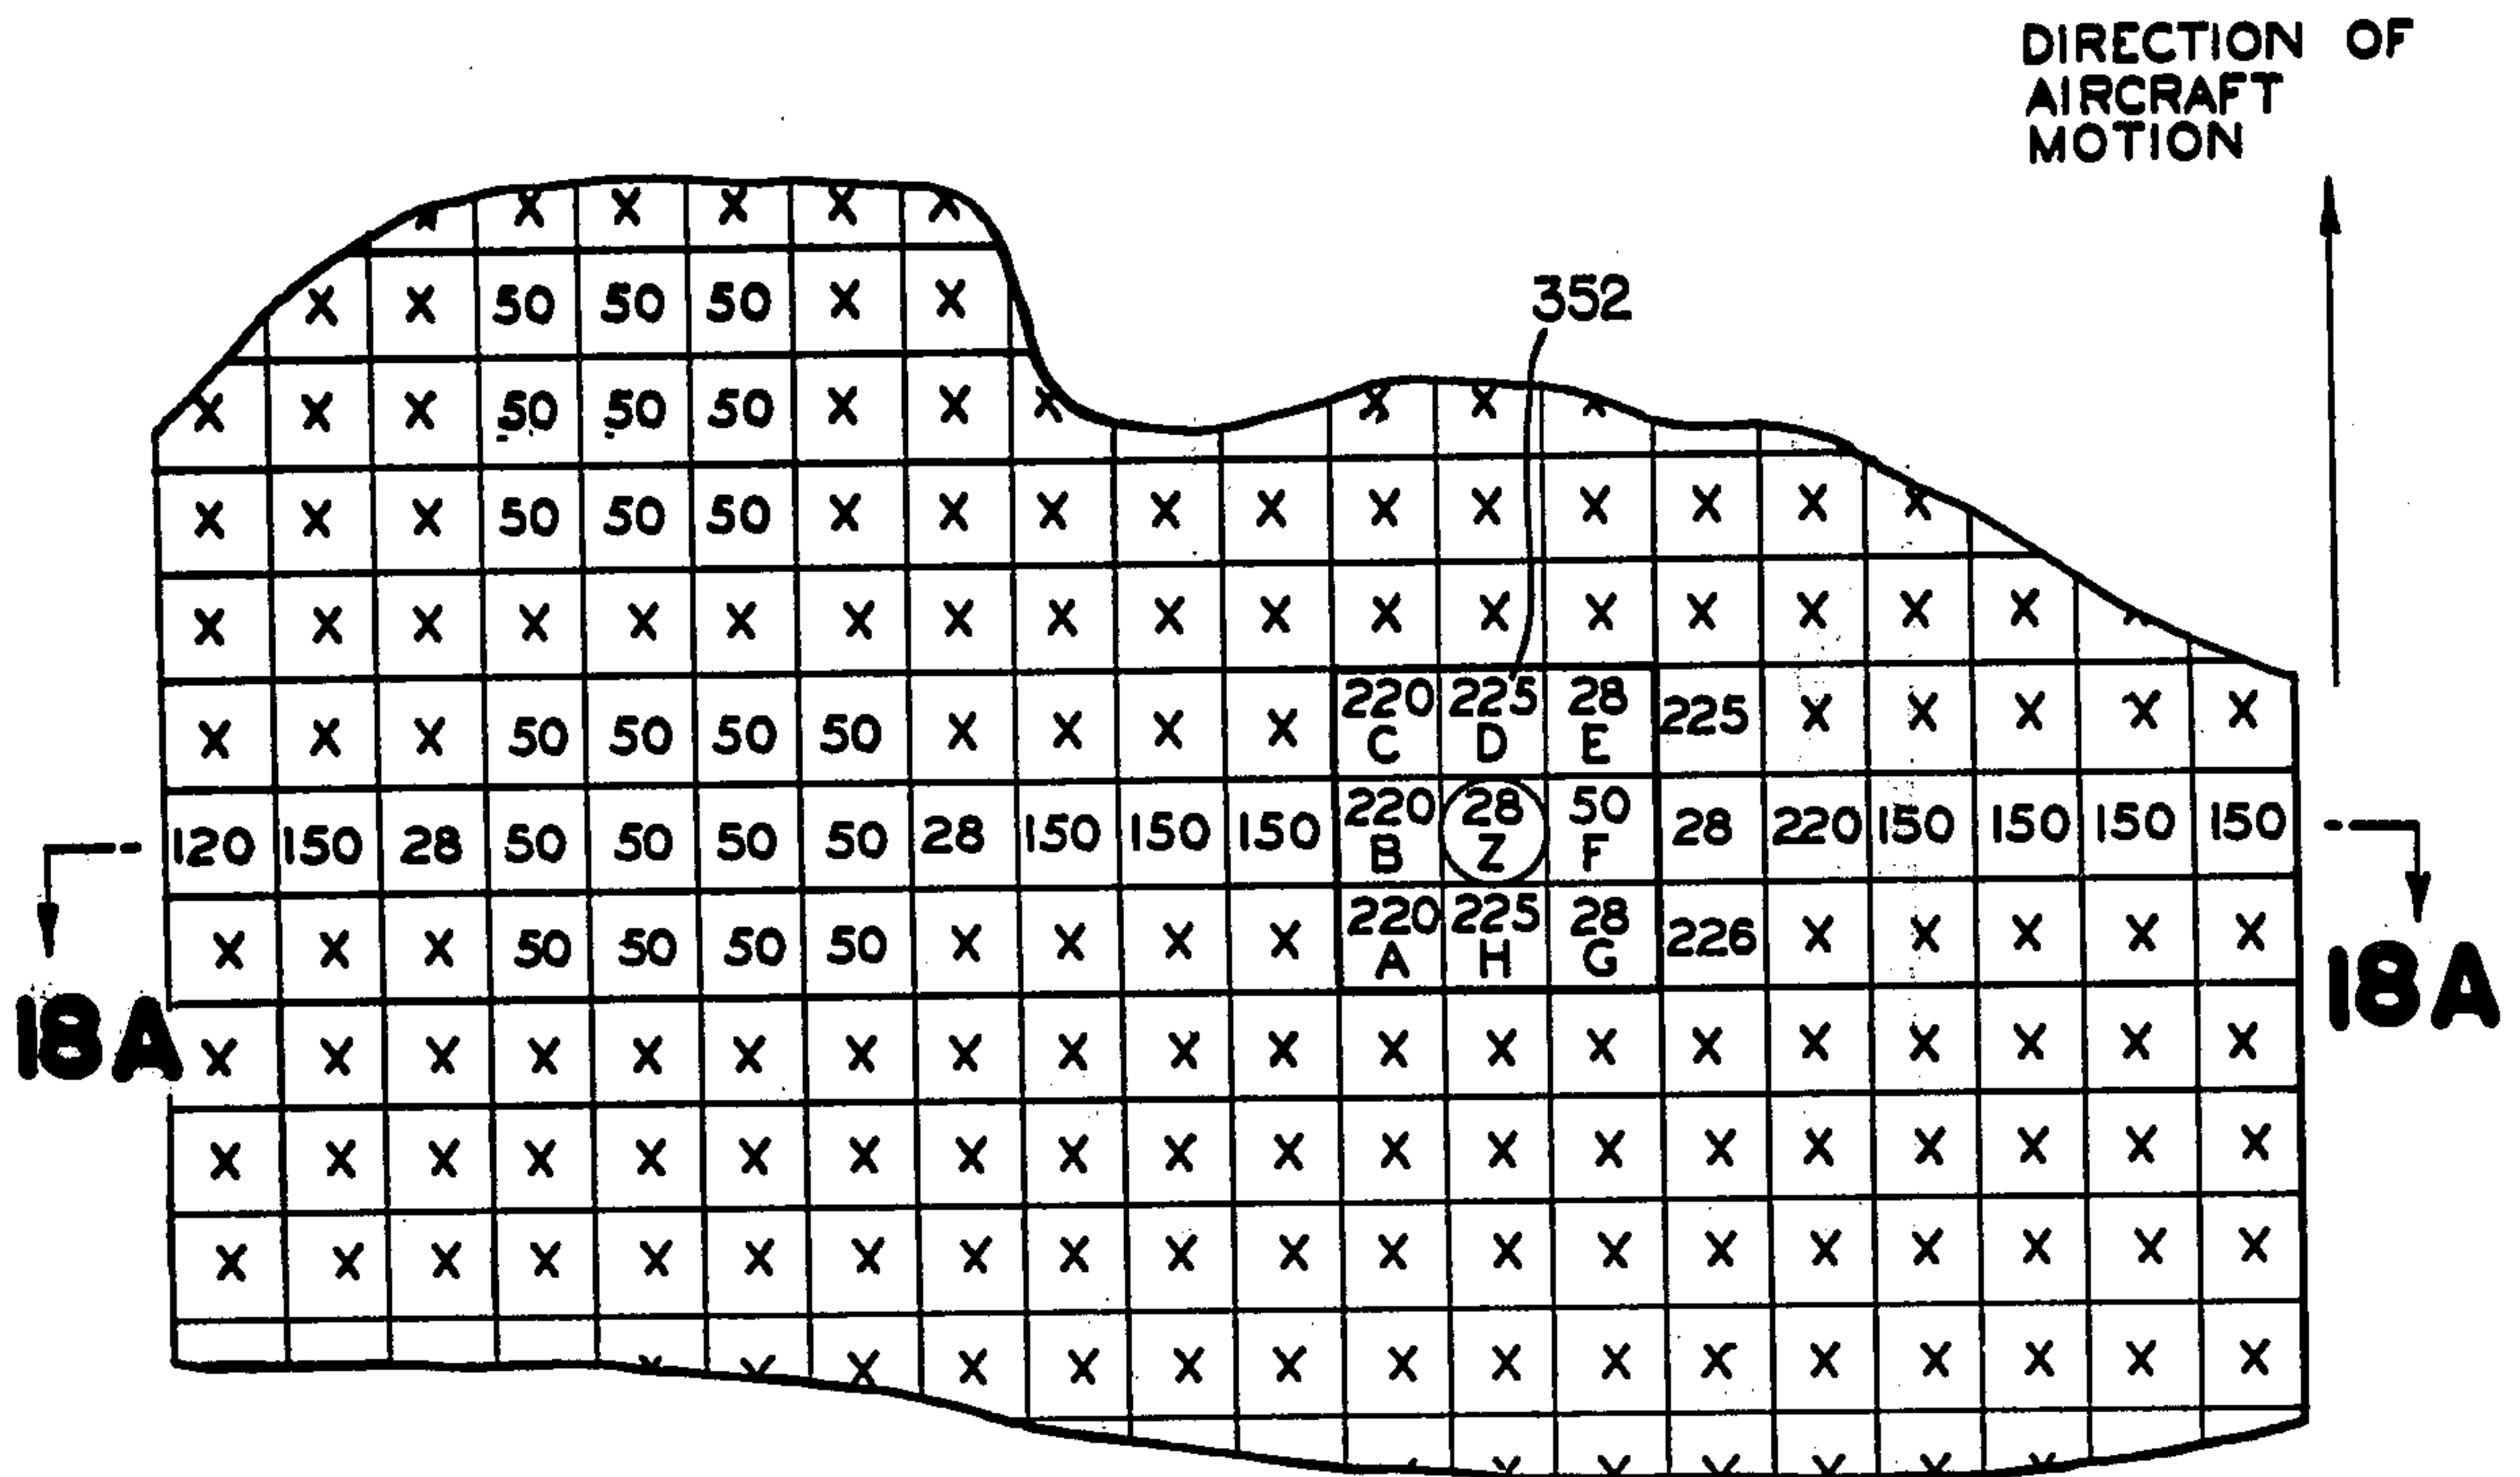 DIRECTION OF
AIRCRAFT
MOTION
X X X X X
352
X X 50 50 50 X X
X X X 50 50 50 X X X X X X
X X X 50 50 50 X X X X X X X X X X X
X X X X X X X X X X X X X X X X X X
X X X 50 50 50 50 X X X X 220 225 28 225 X X X X X
C D E
120 150 28 50 50 50 50 28 150 150 150 220 28 50 28 220 150 150 150 150
B Z F
X X X 50 50 50 50 X X X X 220 225 28 226 X X X X X
A H G
18A 18A
X X X X X X X X X X X X X X X X X X X X
X X X X X X X X X X X X X X X X X X X X
X X X X X X X X X X X X X X X X X X X X
X X X X X X X X X X X X X X